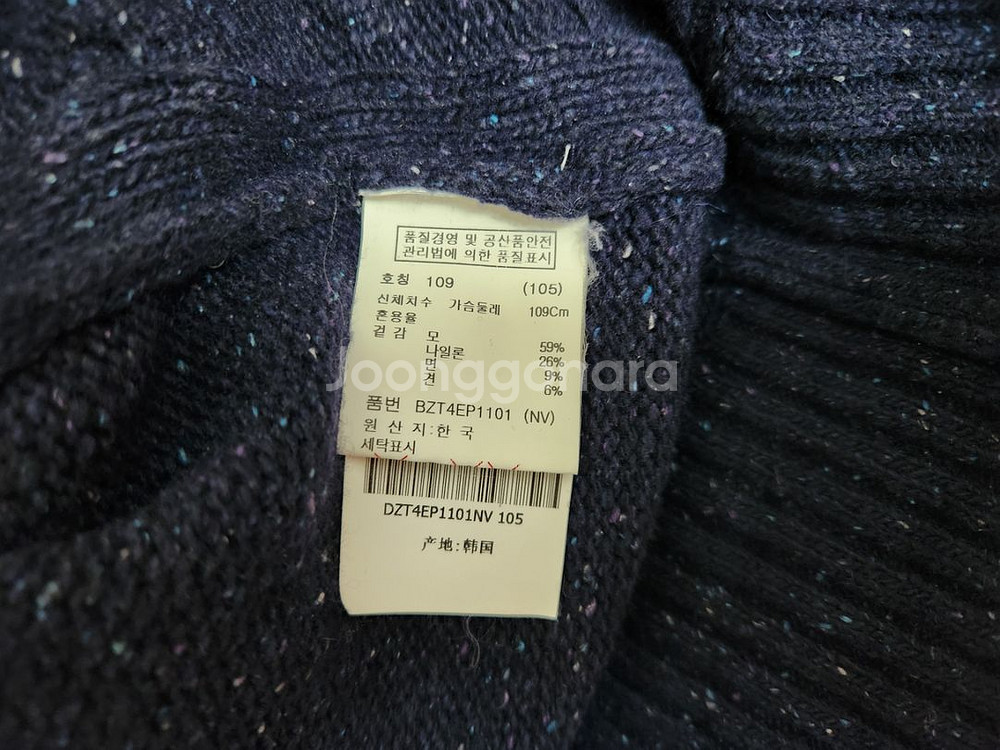 품질경영 및 공산품안전
관리법에 의한 품질표시
호칭 109 (105)
신체치수 가슴둘레 109Cm
혼용율
겉감 모 59%
나일론 26%
면 9%
견 6%
Joonggonara
품번 BZT4EP1101 (NV)
원산지:한국
세탁표시
DZT4EP1101NV 105
产地:韩国